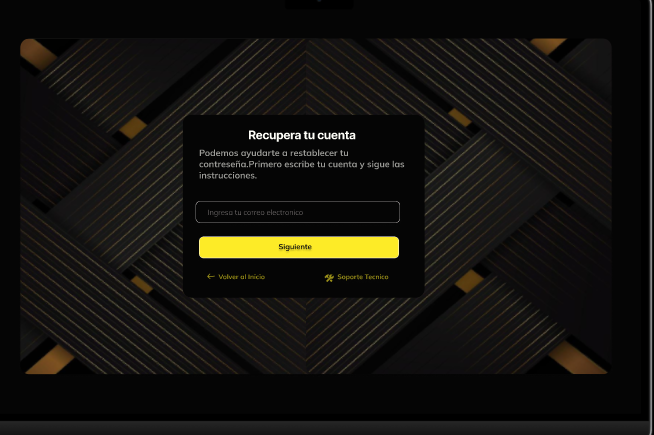 Recupera tu cuenta
Podemos ayudarte a restablecer tu
contreseña.Primero escribe tu cuenta y sigue las
instrucciones.
Ingresa tu correo electronico
Siguiente
Volver al Inicio
Soporte Tecnico